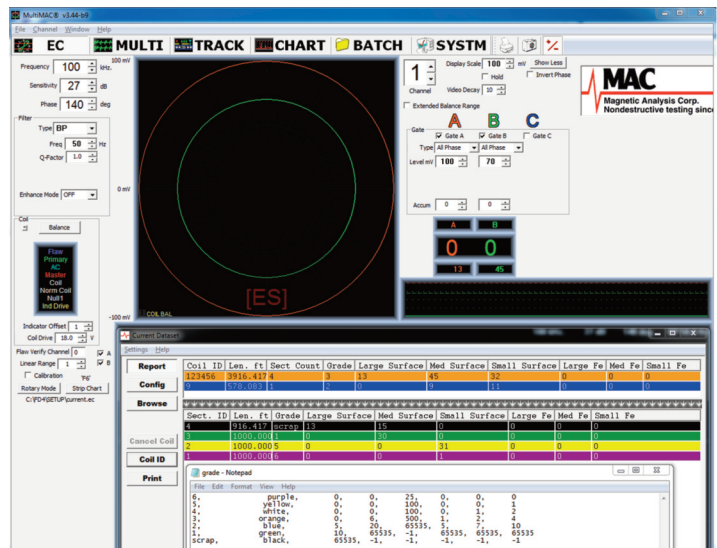 MultiMAC® v3.44-b9
File Channel Window Help
EC MULTI TRACK CHART BATCH SYSTM
Frequency 100 kHz.
Sensitivity 27 dB
Phase 140 deg
Filter
Type BP
Freq 50 Hz
Q-Factor 1.0
Enhance Mode OFF
Coil
Balance
Flaw
Primary
AC
Master
Coil
Norm Coil
Null1
Ind Drive
Indicator Offset 1
Coil Drive 10.0 V
Flaw Verify Channel 0 A
Linear Range 1 B
Calibration
Rotary Mode Strip Chart
C:\FD4\SETUP\current.ec
100 mV
0 mV
-100 mV
[ES]
COIL BAL
1
Channel
Display Scale 100 mV Show Less
Hold Invert Phase
Video Decay 10
Extended Balance Range
MAC
Magnetic Analysis Corp.
Nondestructive testing since
A B C
Gate
Gate A Gate B Gate C
Type All Phase All Phase
Level mV 100 70
Accum 0 0
A B
0 0
13 45
Current Dataset
Settings Help
Report
Config
Browse
Cancel Coil
Coil ID
Print
Coil ID Len. ft Sect Count Grade Large Surface Med Surface Small Surface Large Fe Med Fe Small Fe
123456 3916.417 4 3 13 45 32 0 0 0
9 578.083 1 2 0 9 11 0 0 0
Sect. ID Len. ft Grade Large Surface Med Surface Small Surface Large Fe Med Fe Small Fe
4 916.417 scrap 13 15 0 0 0 0
3 1000.000 1 0 30 0 0 0 0
2 1000.000 5 0 0 31 0 0 0
1 1000.000 6 0 0 1 0 0 0
grade - Notepad
File Edit Format View Help
6, purple, 0, 0, 25, 0, 0, 0
5, yellow, 0, 0, 100, 0, 0, 1
4, white, 0, 0, 100, 0, 1, 2
3, orange, 0, 6, 500, 1, 2, 4
2, blue, 5, 20, 65535, 5, 7, 10
1, green, 10, 65535, -1, 65535, 65535, 65535
scrap, black, 65535, -1, -1, -1, -1, -1